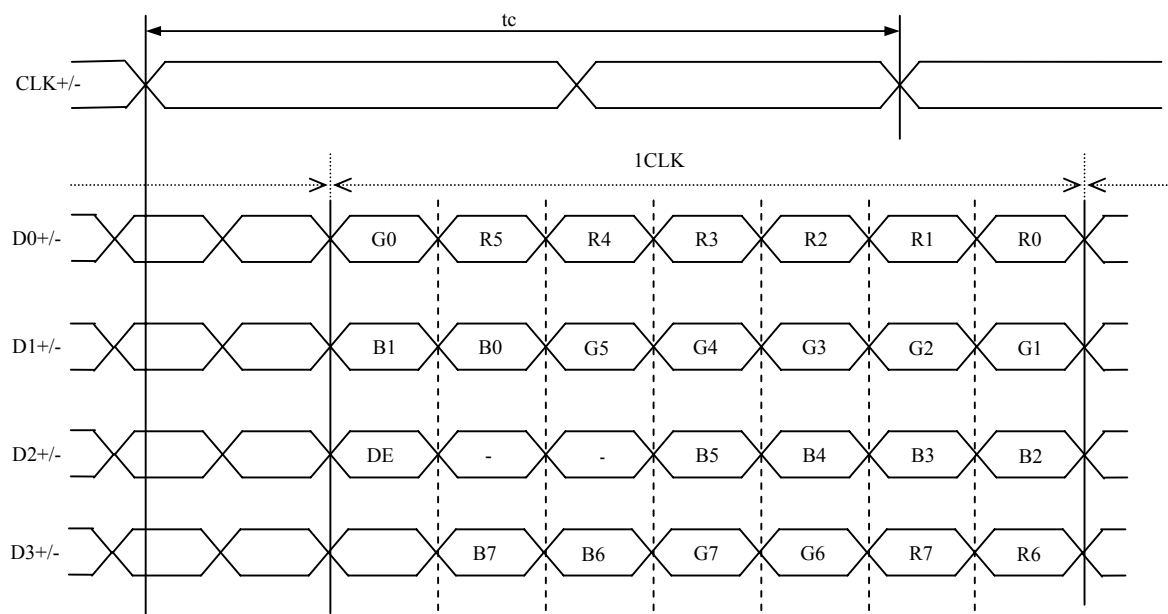 tc
CLK+/-
1CLK
D0+/- G0 R5 R4 R3 R2 R1 R0
D1+/- B1 B0 G5 G4 G3 G2 G1
D2+/- DE - - B5 B4 B3 B2
D3+/- B7 B6 G7 G6 R7 R6